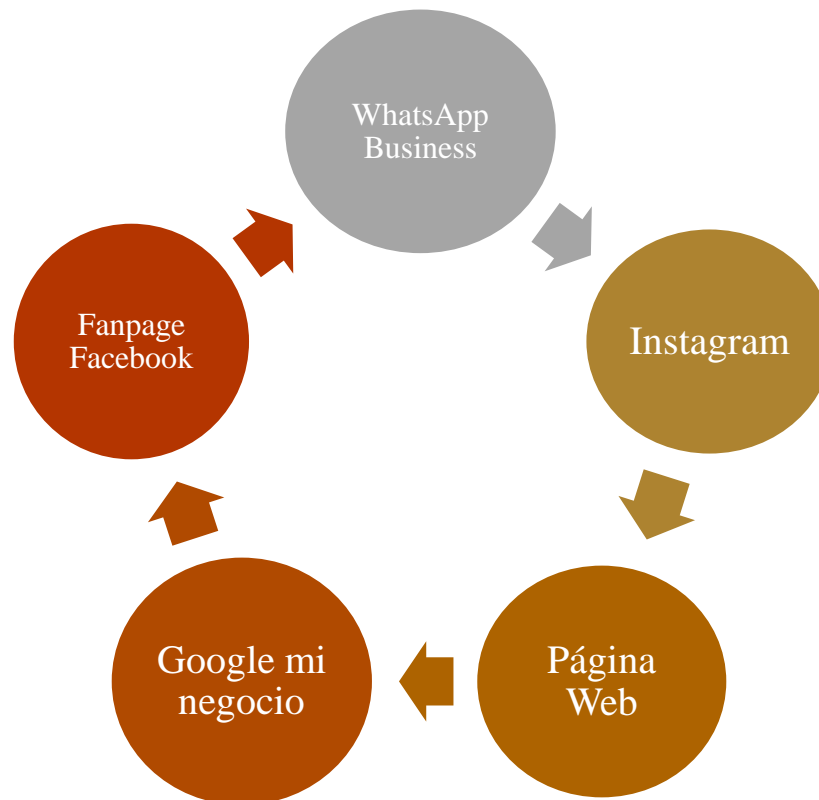 WhatsApp
Business
Instagram
Página
Web
Google mi
negocio
Fanpage
Facebook